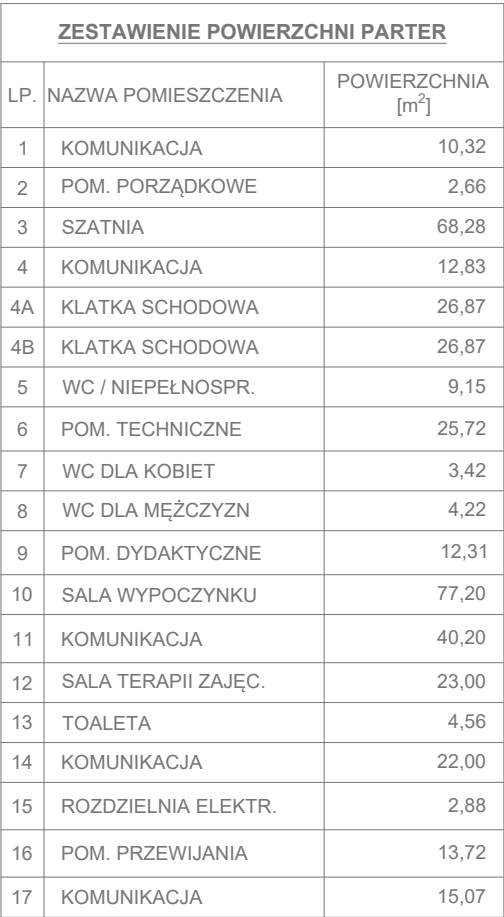 ZESTAWIENIE POWIERZCHNI PARTER
LP. NAZWA POMIESZCZENIA POWIERZCHNIA [m²]
1 KOMUNIKACJA 10,32
2 POM. PORZĄDKOWE 2,66
3 SZATNIA 68,28
4 KOMUNIKACJA 12,83
4A KLATKA SCHODOWA 26,87
4B KLATKA SCHODOWA 26,87
5 WC / NIEPEŁNOSPR. 9,15
6 POM. TECHNICZNE 25,72
7 WC DLA KOBIET 3,42
8 WC DLA MĘŻCZYZN 4,22
9 POM. DYDAKTYCZNE 12,31
10 SALA WYPOCZYNKU 77,20
11 KOMUNIKACJA 40,20
12 SALA TERAPII ZAJĘC. 23,00
13 TOALETA 4,56
14 KOMUNIKACJA 22,00
15 ROZDZIELNIA ELEKTR. 2,88
16 POM. PRZEWIJANIA 13,72
17 KOMUNIKACJA 15,07